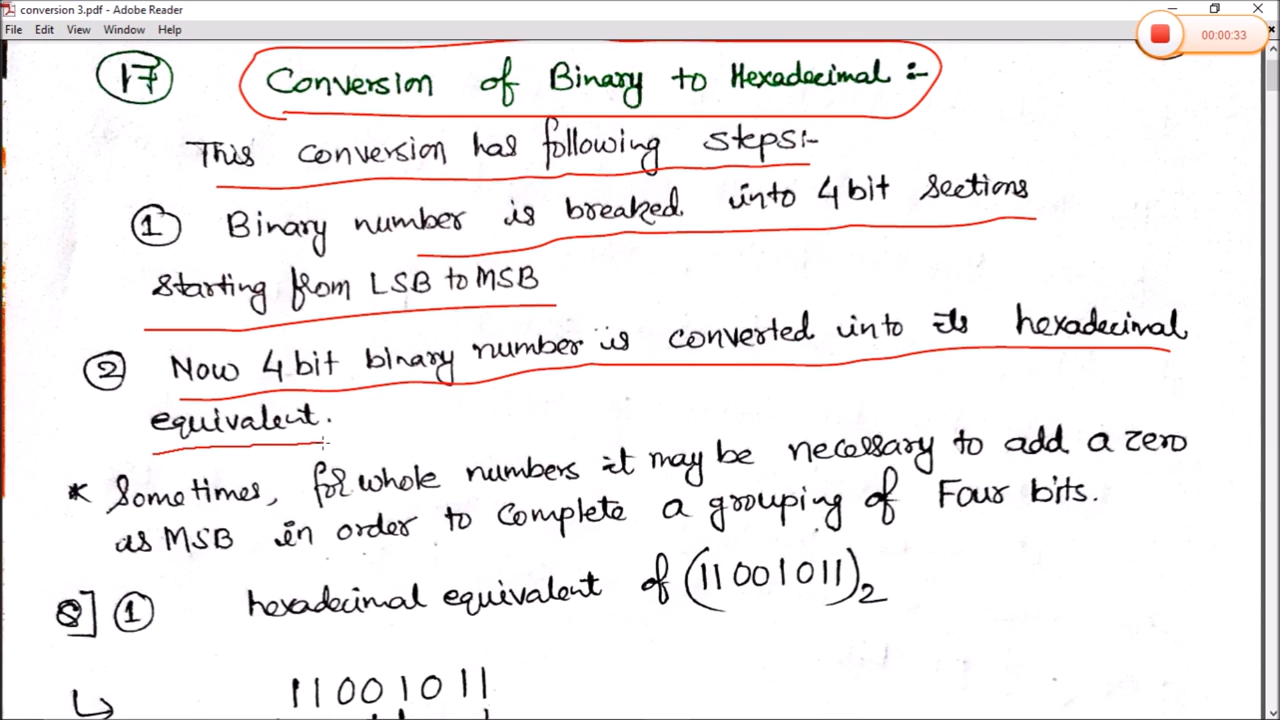 conversion 3.pdf - Adobe Reader
File Edit View Window Help
00:00:33
17 Conversion of Binary to Hexadecimal :-
This conversion has following steps:-
1 Binary number is breaked into 4 bit sections
starting from LSB to MSB
2 Now 4 bit binary number is converted into its hexadecimal
equivalent.
* Sometimes, for whole numbers it may be necessary to add a zero
as MSB in order to complete a grouping of Four bits.
Q] 1 hexadecimal equivalent of (11001011)2
↳ 11001011